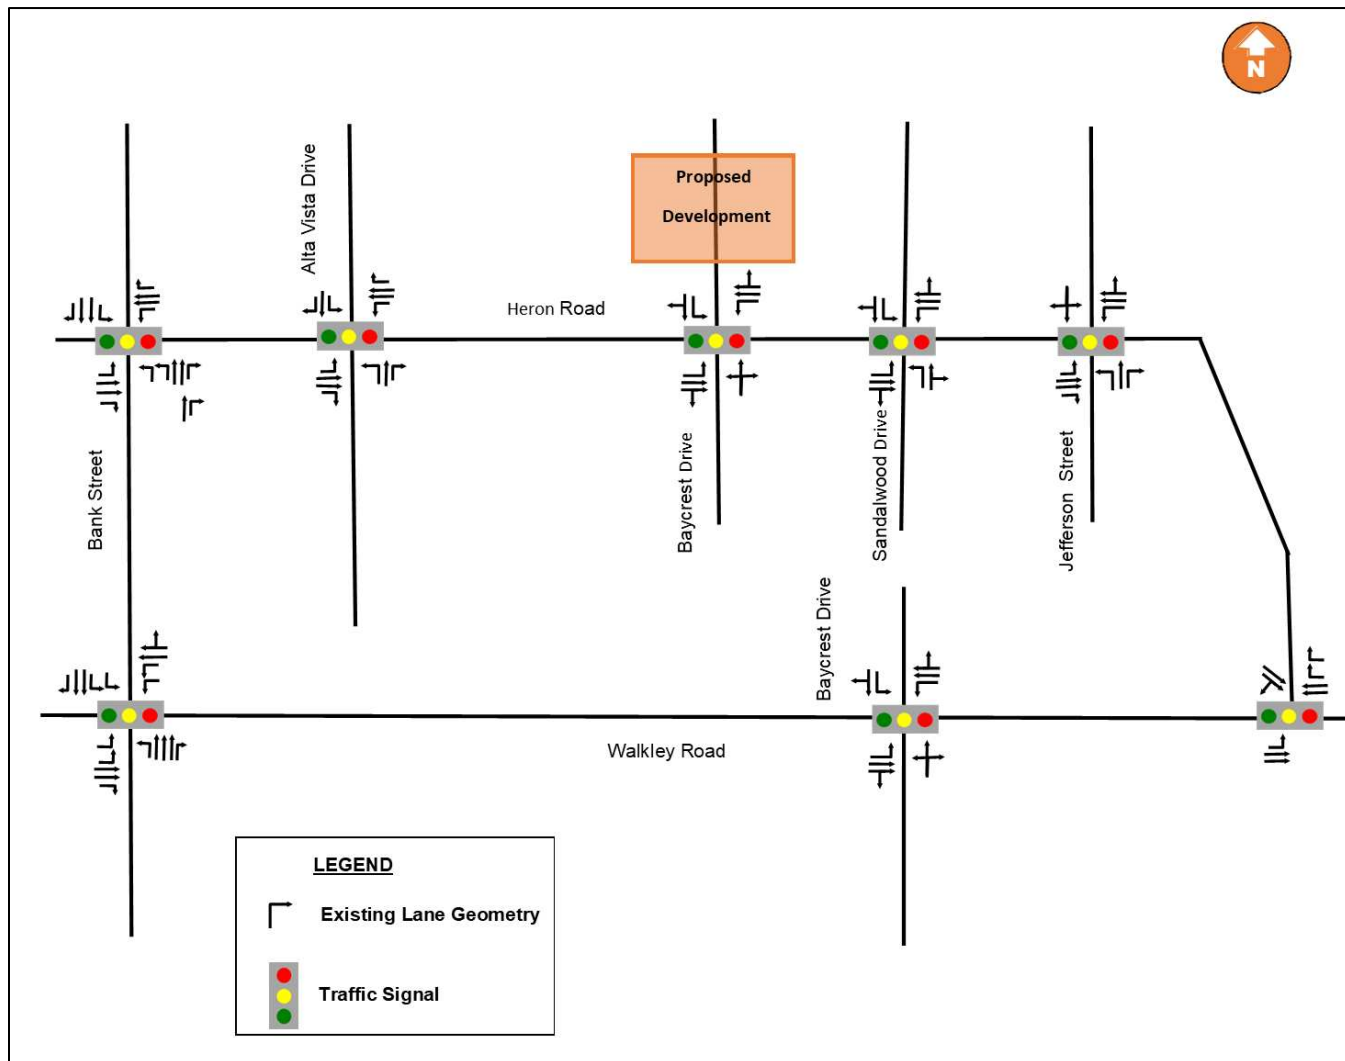 N
Alta Vista Drive
Proposed
Development
Heron Road
Bank Street
Baycrest Drive
Sandalwood Drive
Jefferson Street
Baycrest Drive
Walkley Road
LEGEND
Existing Lane Geometry
Traffic Signal